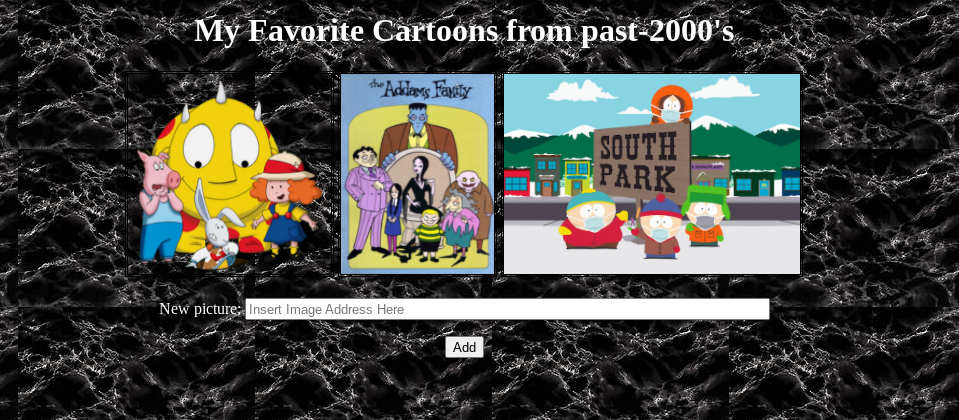 My Favorite Cartoons from past-2000's
the Addams Family
SOUTH
PARK
New picture: Insert Image Address Here
Add